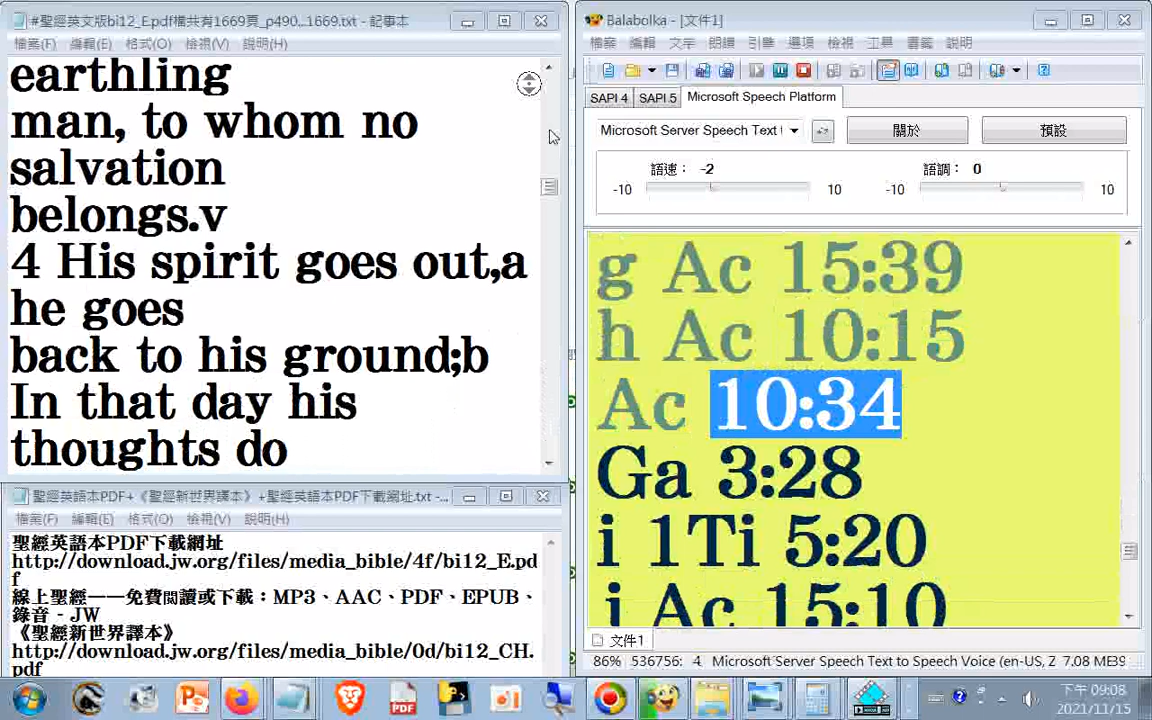 #聖經英文版bi12_E.pdf橫共有1669頁_p490,..1669.txt - 記事本
檔案(F) 編輯(E) 格式(O) 檢視(V) 說明(H)
earthling
man, to whom no
salvation
belongs.v
4 His spirit goes out,a
he goes
back to his ground;b
In that day his
thoughts do
聖經英語本PDF+《聖經新世界譯本》+聖經英語本PDF下載網址.txt -...
檔案(F) 編輯(E) 格式(O) 檢視(V) 說明(H)
聖經英語本PDF下載網址
http://download.jw.org/files/media_bible/4f/bi12_E.pd
f
線上聖經——免費閱讀或下載：MP3、AAC、PDF、EPUB、
錄音 - JW
《聖經新世界譯本》
http://download.jw.org/files/media_bible/0d/bi12_CH.
pdf
Balabolka - [文件1]
檔案 編輯 文字 朗讀 引擎 選項 檢視 工具 書籤 說明
SAPI 4 SAPI 5 Microsoft Speech Platform
Microsoft Server Speech Text 關於 預設
語速： -2 語調： 0
-10 10 -10 10
g Ac 15:39
h Ac 10:15
Ac 10:34
Ga 3:28
i 1Ti 5:20
j Ac 15:10
文件1
86% 536756: 4 Microsoft Server Speech Text to Speech Voice (en-US, Z 7.08 MB
下午 09:08
2021/11/15